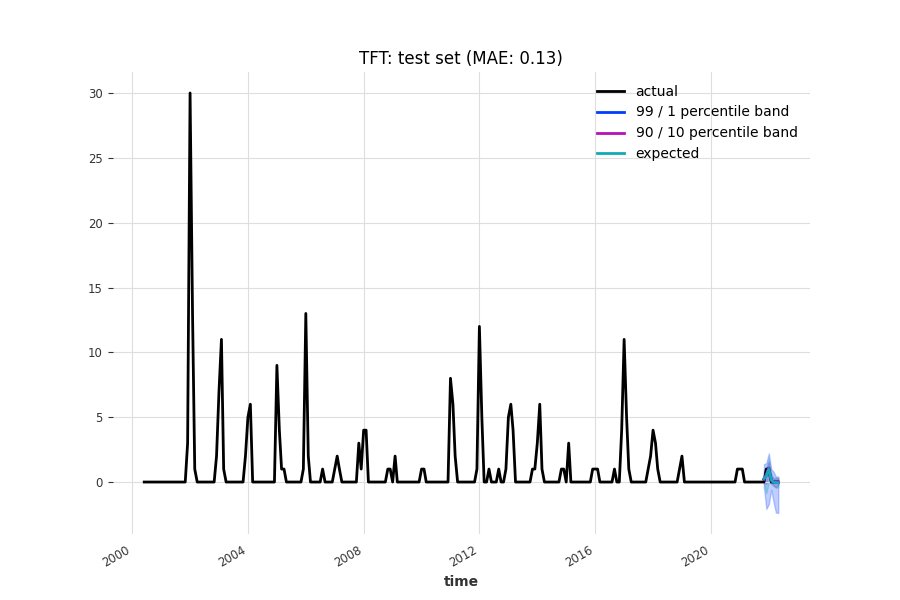 TFT: test set (MAE: 0.13)
actual
99 / 1 percentile band
90 / 10 percentile band
expected
30
25
20
15
10
5
0
2000
2004
2008
2012
2016
2020
time